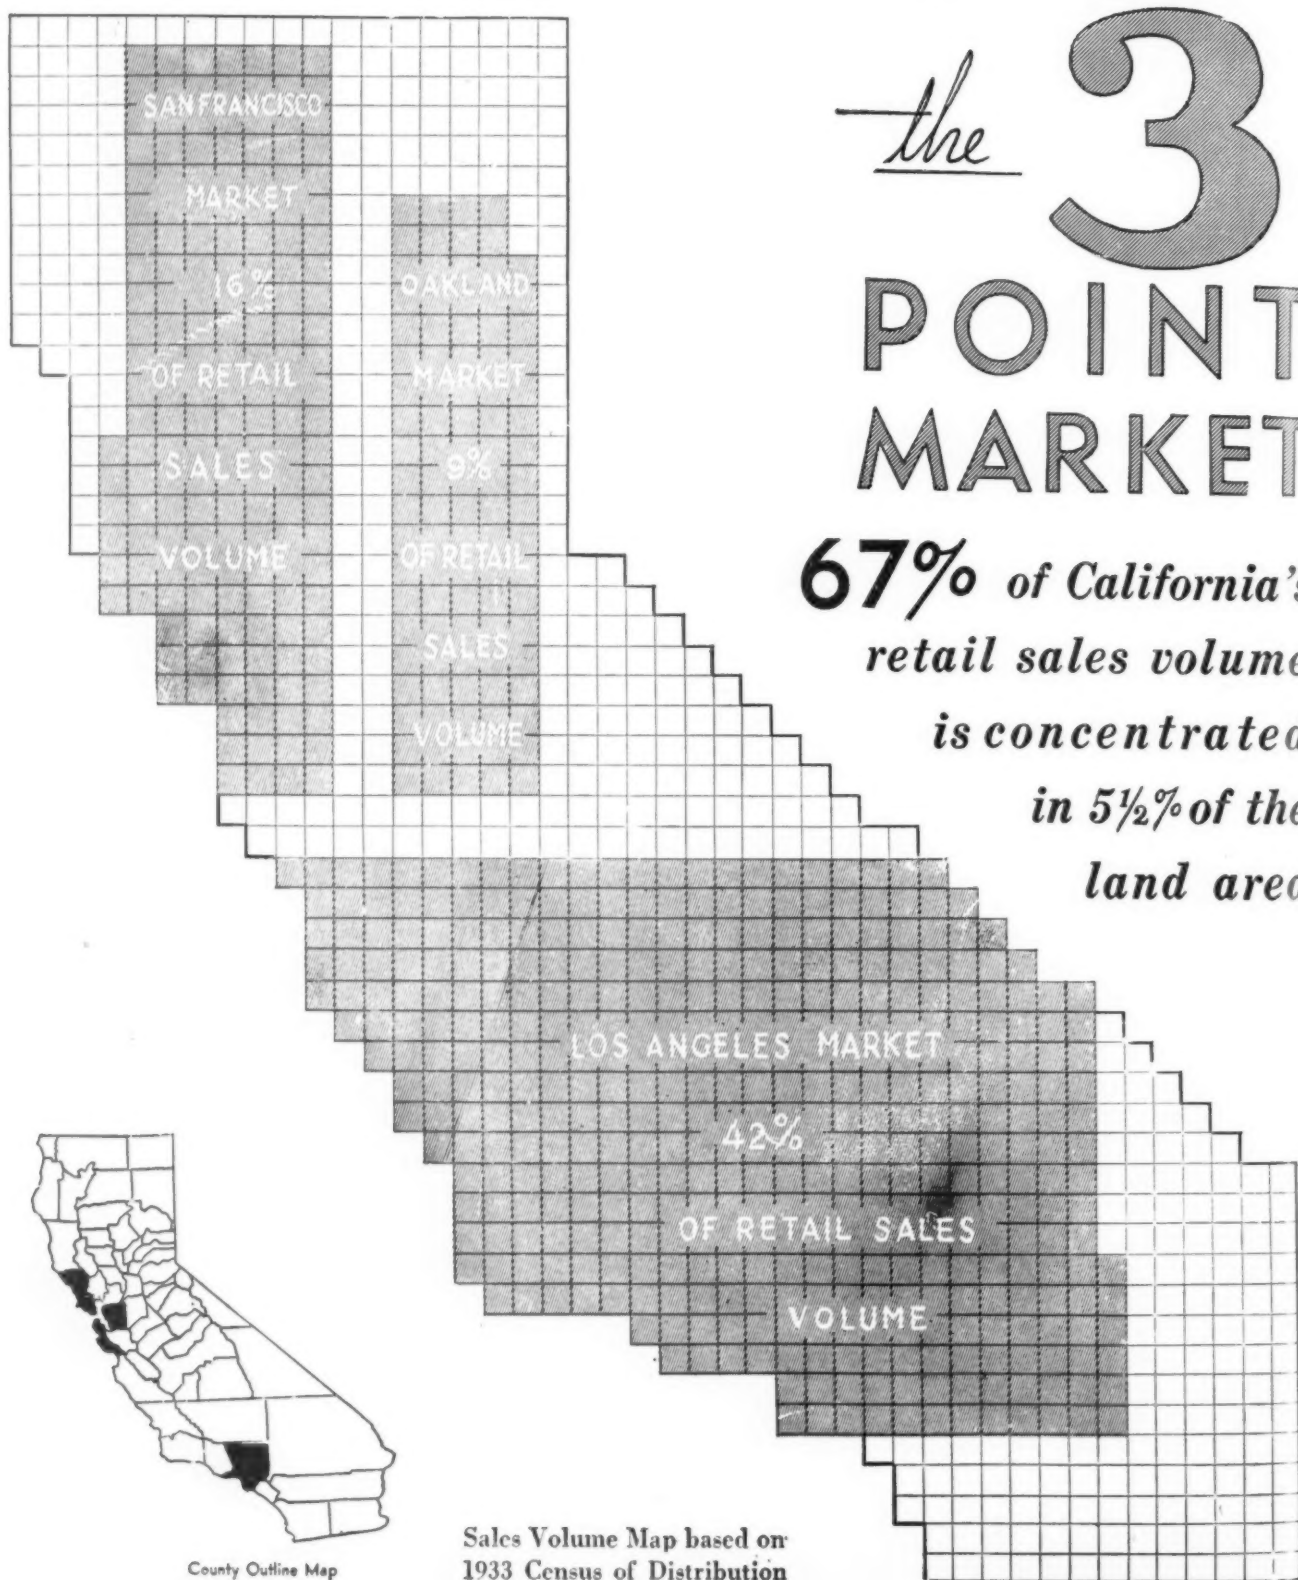 the 3
POINT
MARKET
67% of California's
retail sales volume
is concentrated
in 5½% of the
land area
SAN FRANCISCO
MARKET
16%
OF RETAIL
SALES
VOLUME
OAKLAND
MARKET
9%
OF RETAIL
SALES
VOLUME
LOS ANGELES MARKET
42%
OF RETAIL SALES
VOLUME
County Outline Map
Sales Volume Map based on
1933 Census of Distribution